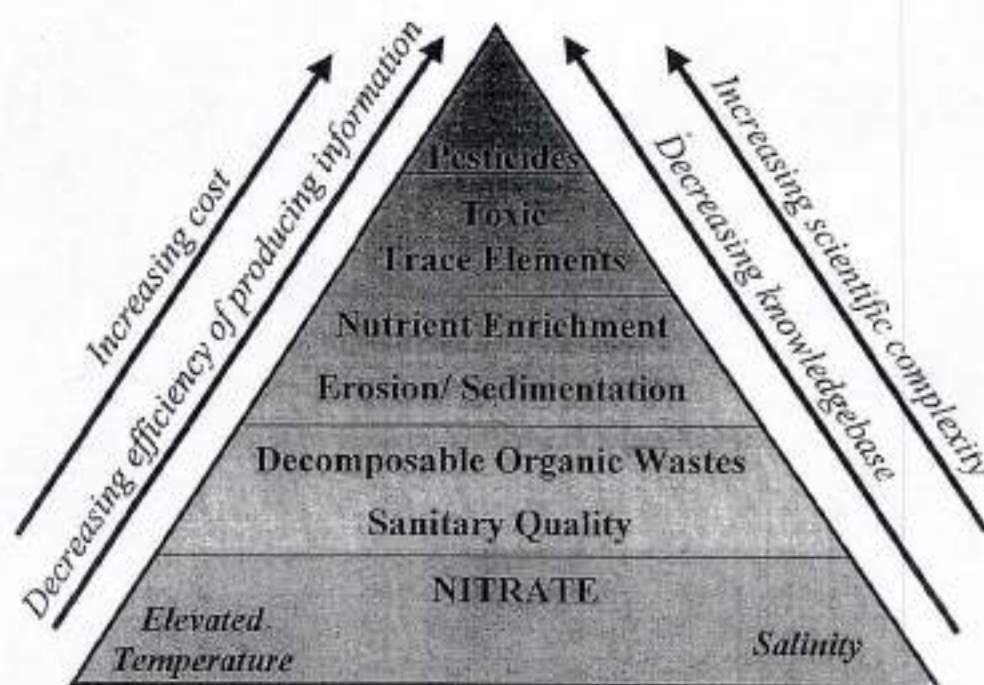 Increasing cost
Decreasing efficiency of producing information
Decreasing knowledgebase
Increasing scientific complexity
Pesticides
Toxic
Trace Elements
Nutrient Enrichment
Erosion/ Sedimentation
Decomposable Organic Wastes
Sanitary Quality
NITRATE
Elevated
Temperature
Salinity